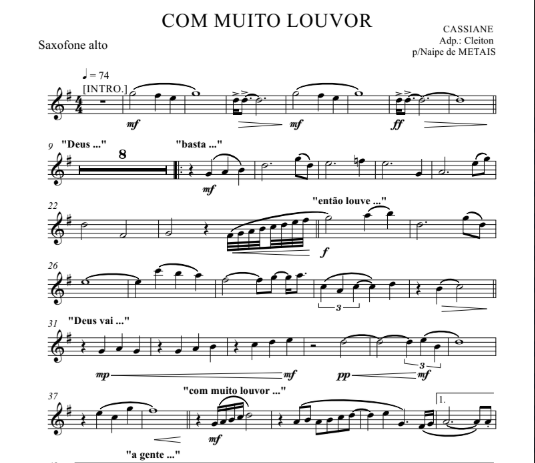 COM MUITO LOUVOR
CASSIANE
Adp.: Cleiton
p/Naipe de METAIS
Saxofone alto
♩ = 74
[INTRO.]
mf mf ff
9 "Deus ..." 8 "basta ..."
mf
22 "então louve ..."
f
26
3
31 "Deus vai ..."
3
mp mf pp mf
37 "com muito louvor ..." 1.
mf
"a gente ..."